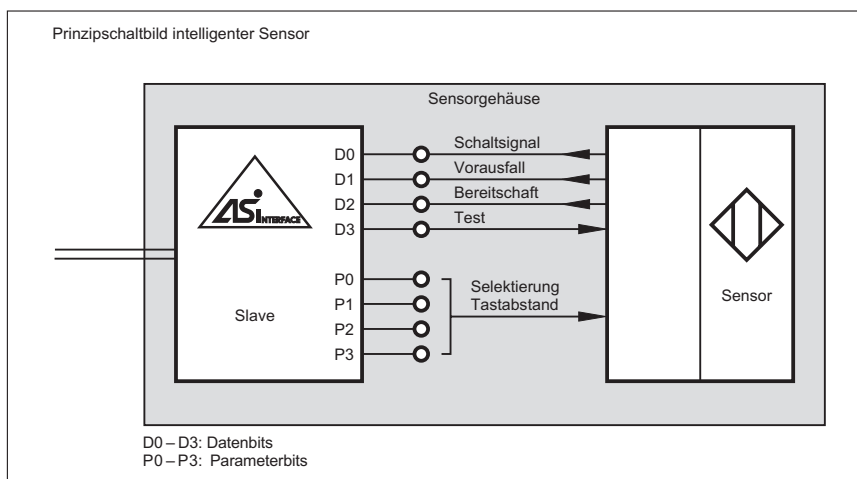 Prinzipschaltbild intelligenter Sensor
Sensorgehäuse
D0
Schaltsignal
D1
Vorausfall
D2
Bereitschaft
D3
Test
ASi INTERFACE
P0
P1
P2
P3
Selektierung
Tastabstand
Slave
Sensor
D0 – D3: Datenbits
P0 – P3: Parameterbits